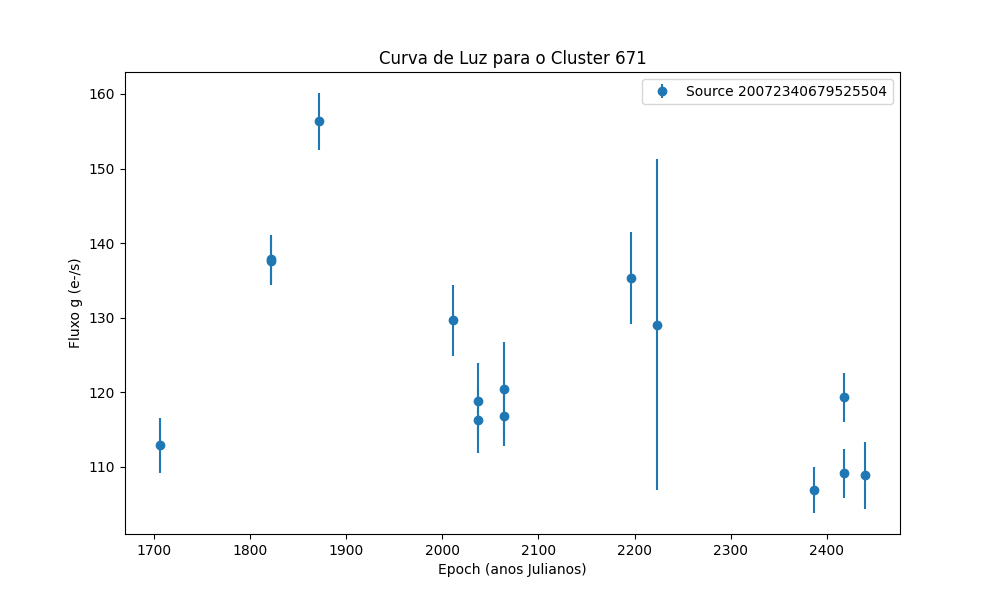 Curva de Luz para o Cluster 671
Source 20072340679525504
Fluxo g (e-/s)
160
150
140
130
120
110
1700 1800 1900 2000 2100 2200 2300 2400
Epoch (anos Julianos)